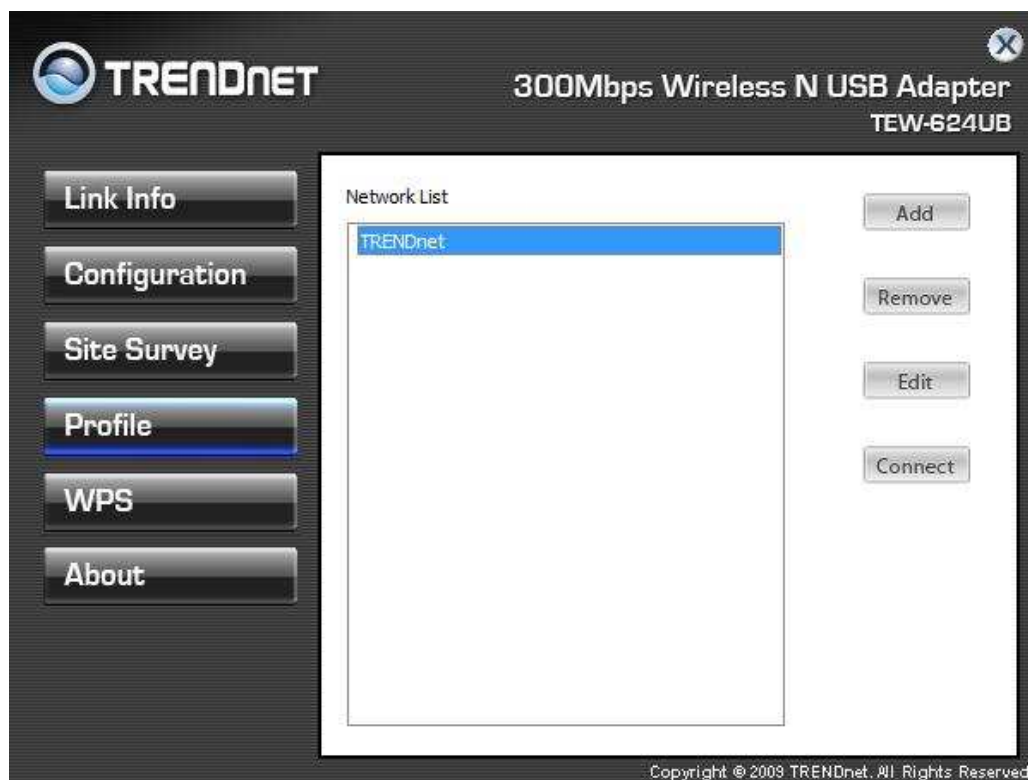 TRENDnet
300Mbps Wireless N USB Adapter
TEW-624UB
Link Info
Configuration
Site Survey
Profile
WPS
About
Network List
TRENDnet
Add
Remove
Edit
Connect
Copyright © 2009 TRENDnet. All Rights Reserved